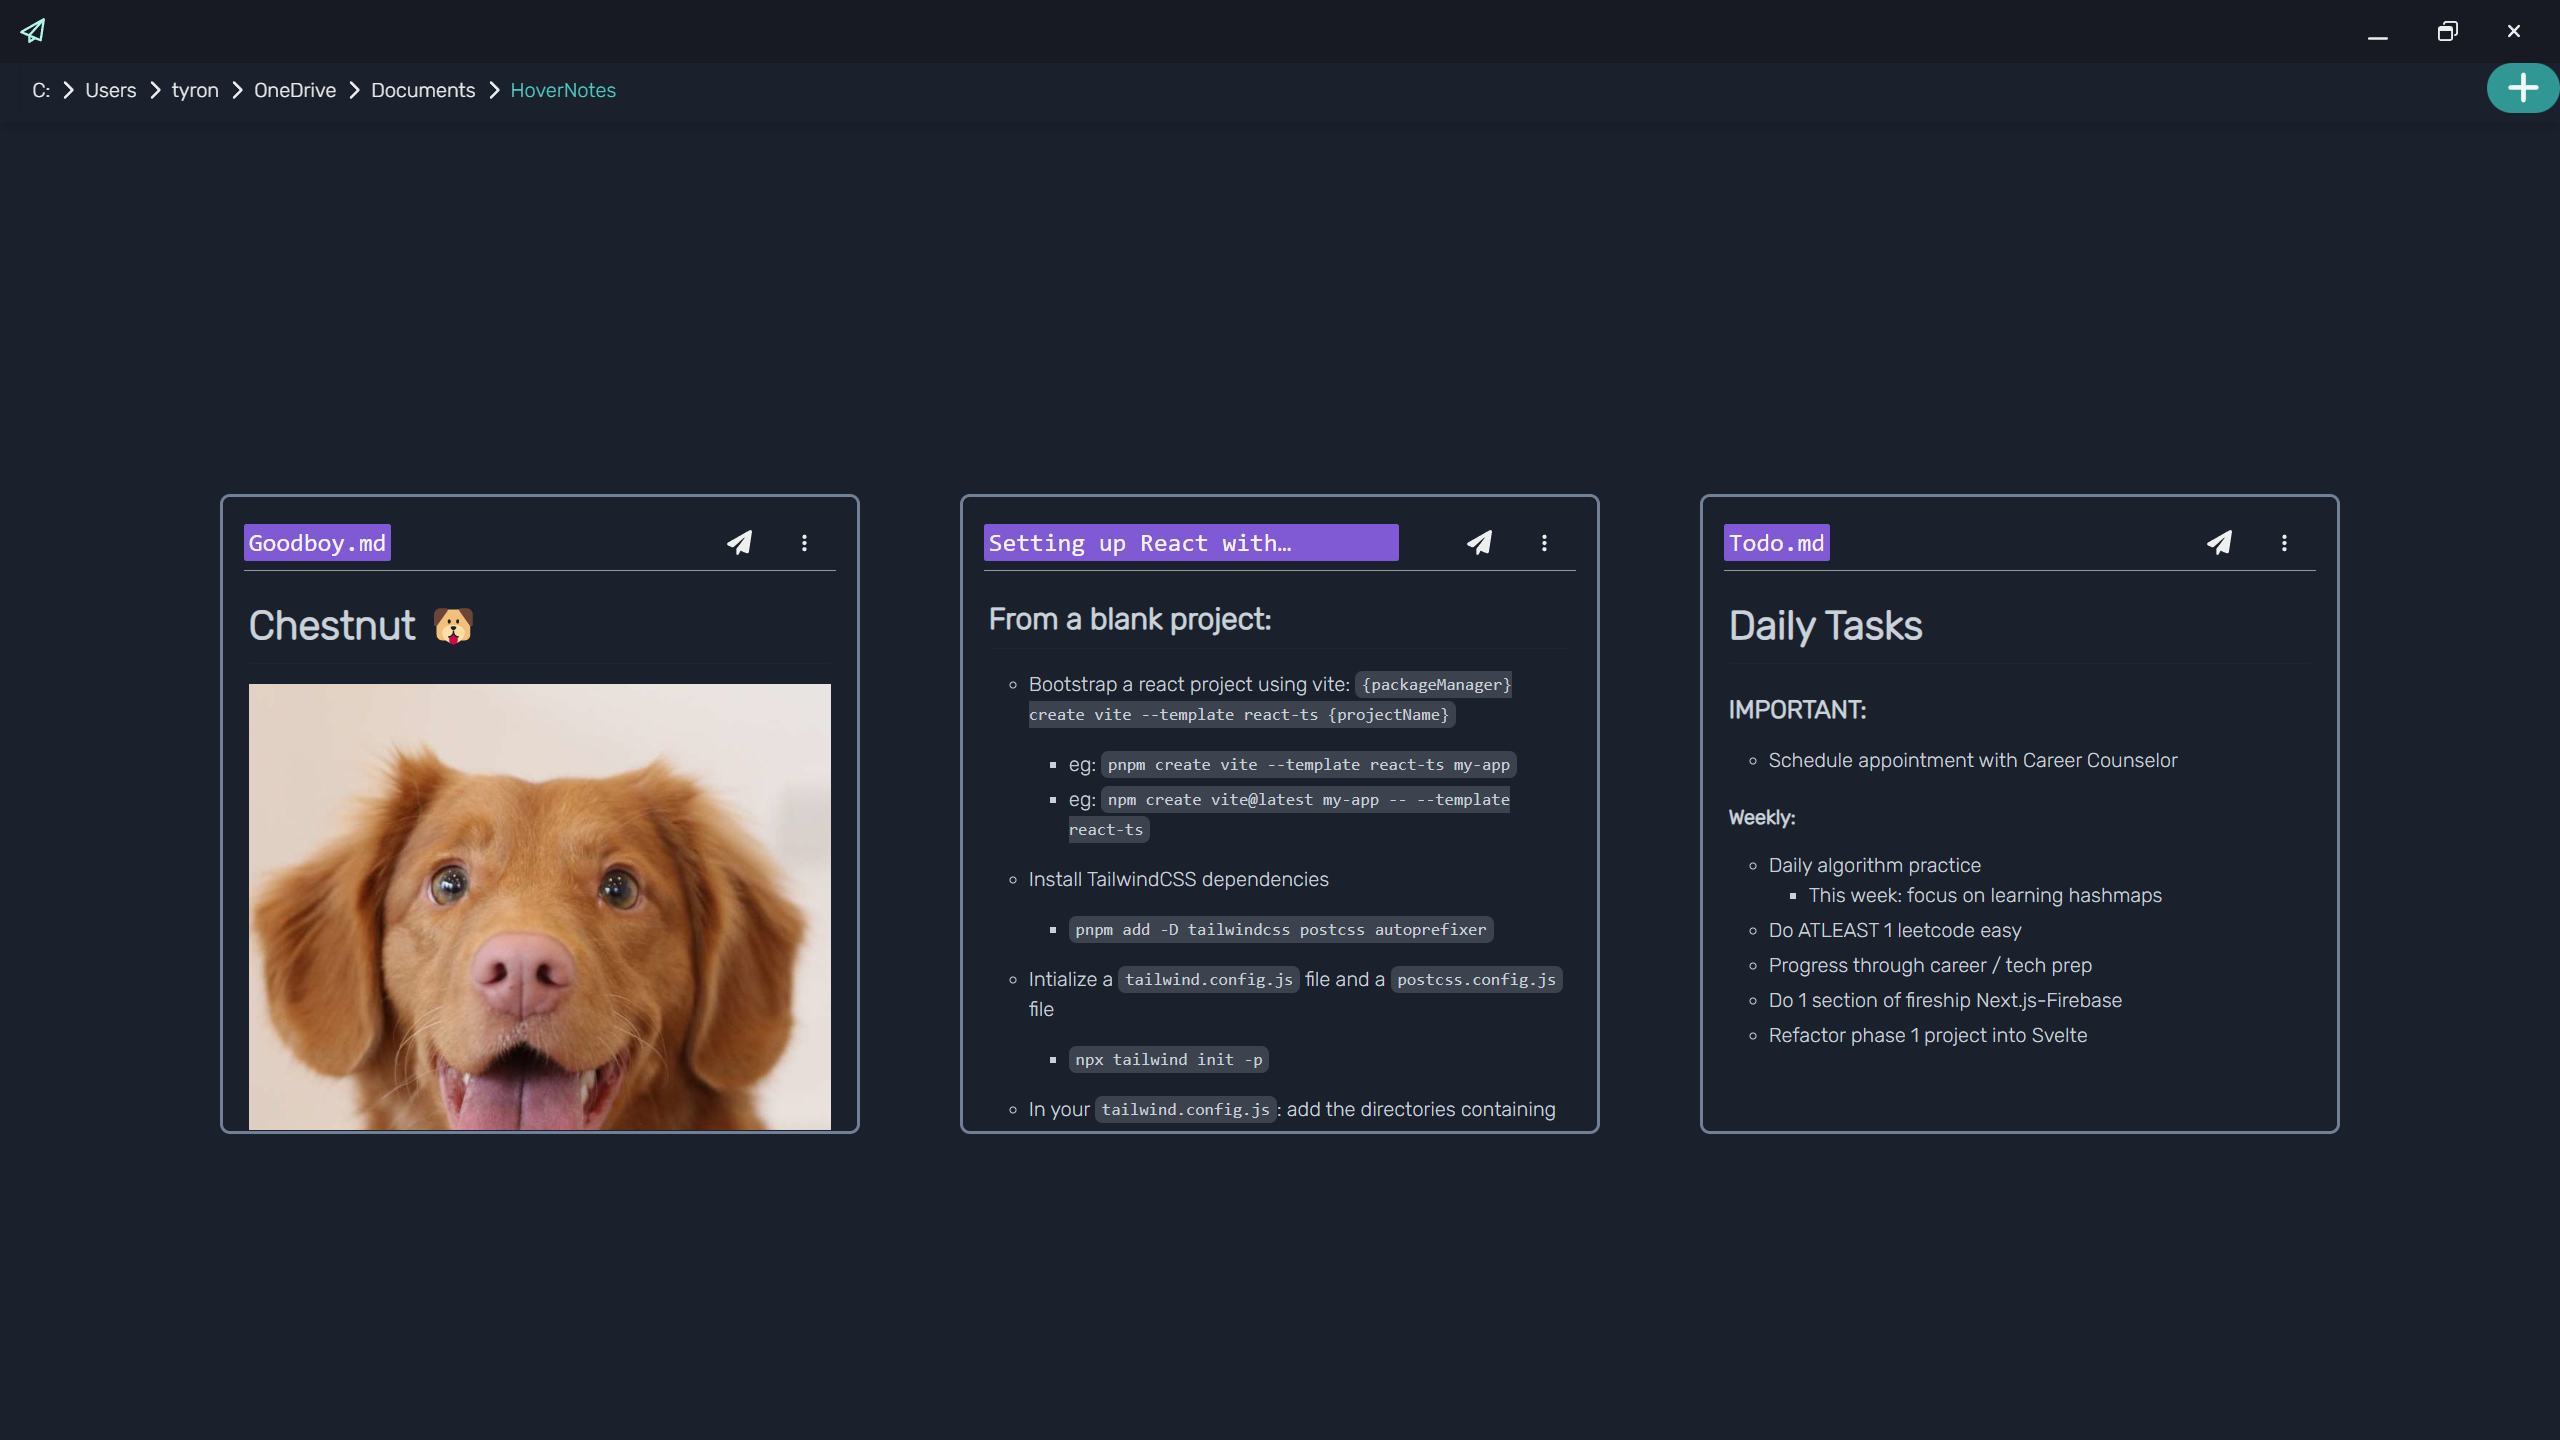 C: Users tyron OneDrive Documents HoverNotes
Goodboy.md
Chestnut
Setting up React with…
From a blank project:
Bootstrap a react project using vite: {packageManager}
create vite --template react-ts {projectName}
eg: pnpm create vite --template react-ts my-app
eg: npm create vite@latest my-app -- --template
react-ts
Install TailwindCSS dependencies
pnpm add -D tailwindcss postcss autoprefixer
Intialize a tailwind.config.js file and a postcss.config.js
file
npx tailwind init -p
In your tailwind.config.js: add the directories containing
Todo.md
Daily Tasks
IMPORTANT:
Schedule appointment with Career Counselor
Weekly:
Daily algorithm practice
This week: focus on learning hashmaps
Do ATLEAST 1 leetcode easy
Progress through career / tech prep
Do 1 section of fireship Next.js-Firebase
Refactor phase 1 project into Svelte